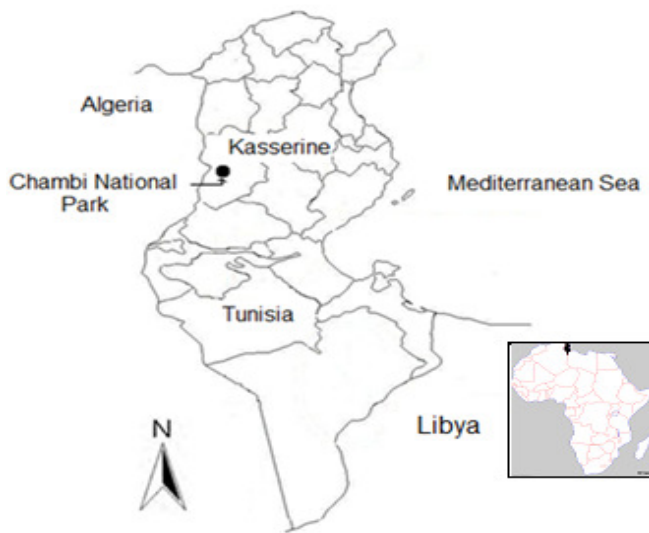 Algeria
Kasserine
Chambi National
Park
Mediterranean Sea
Tunisia
N
Libya